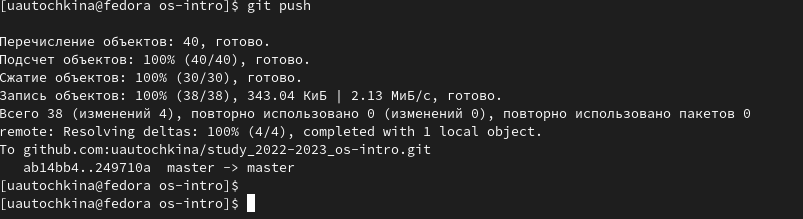 [uautochkina@fedora os-intro]$ git push
Перечисление объектов: 40, готово.
Подсчет объектов: 100% (40/40), готово.
Сжатие объектов: 100% (30/30), готово.
Запись объектов: 100% (38/38), 343.04 КиБ | 2.13 МиБ/с, готово.
Всего 38 (изменений 4), повторно использовано 0 (изменений 0), повторно использовано пакетов 0
remote: Resolving deltas: 100% (4/4), completed with 1 local object.
To github.com:uautochkina/study_2022-2023_os-intro.git
   ab14bb4..249710a  master -> master
[uautochkina@fedora os-intro]$
[uautochkina@fedora os-intro]$